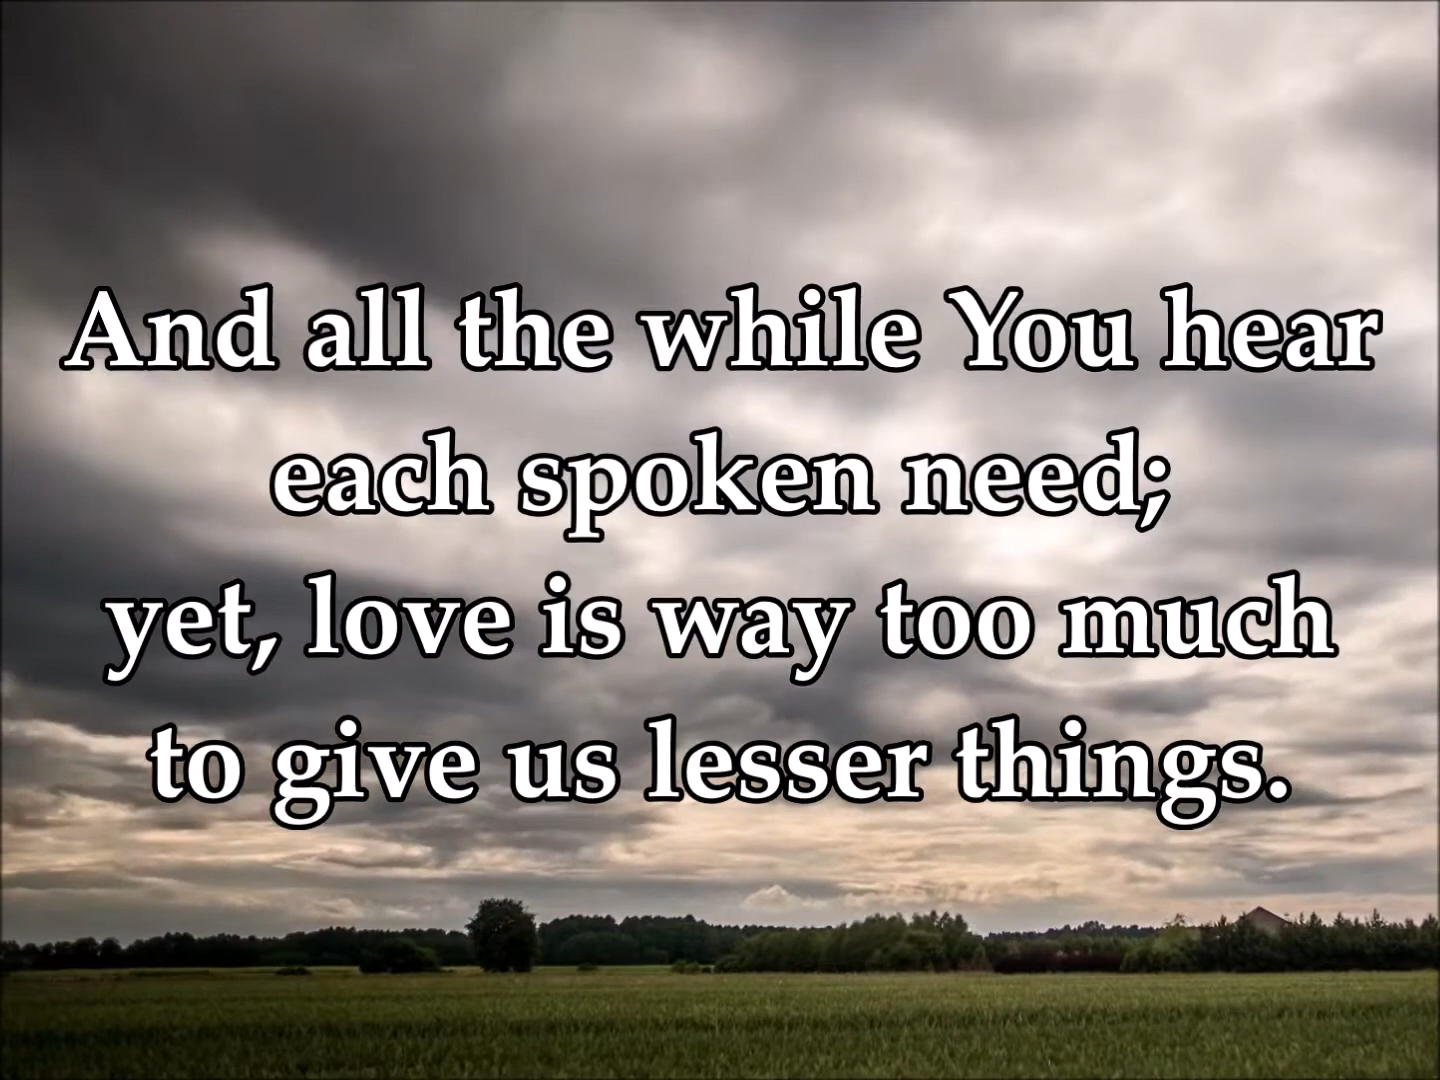 And all the while You hear
each spoken need;
yet, love is way too much
to give us lesser things.